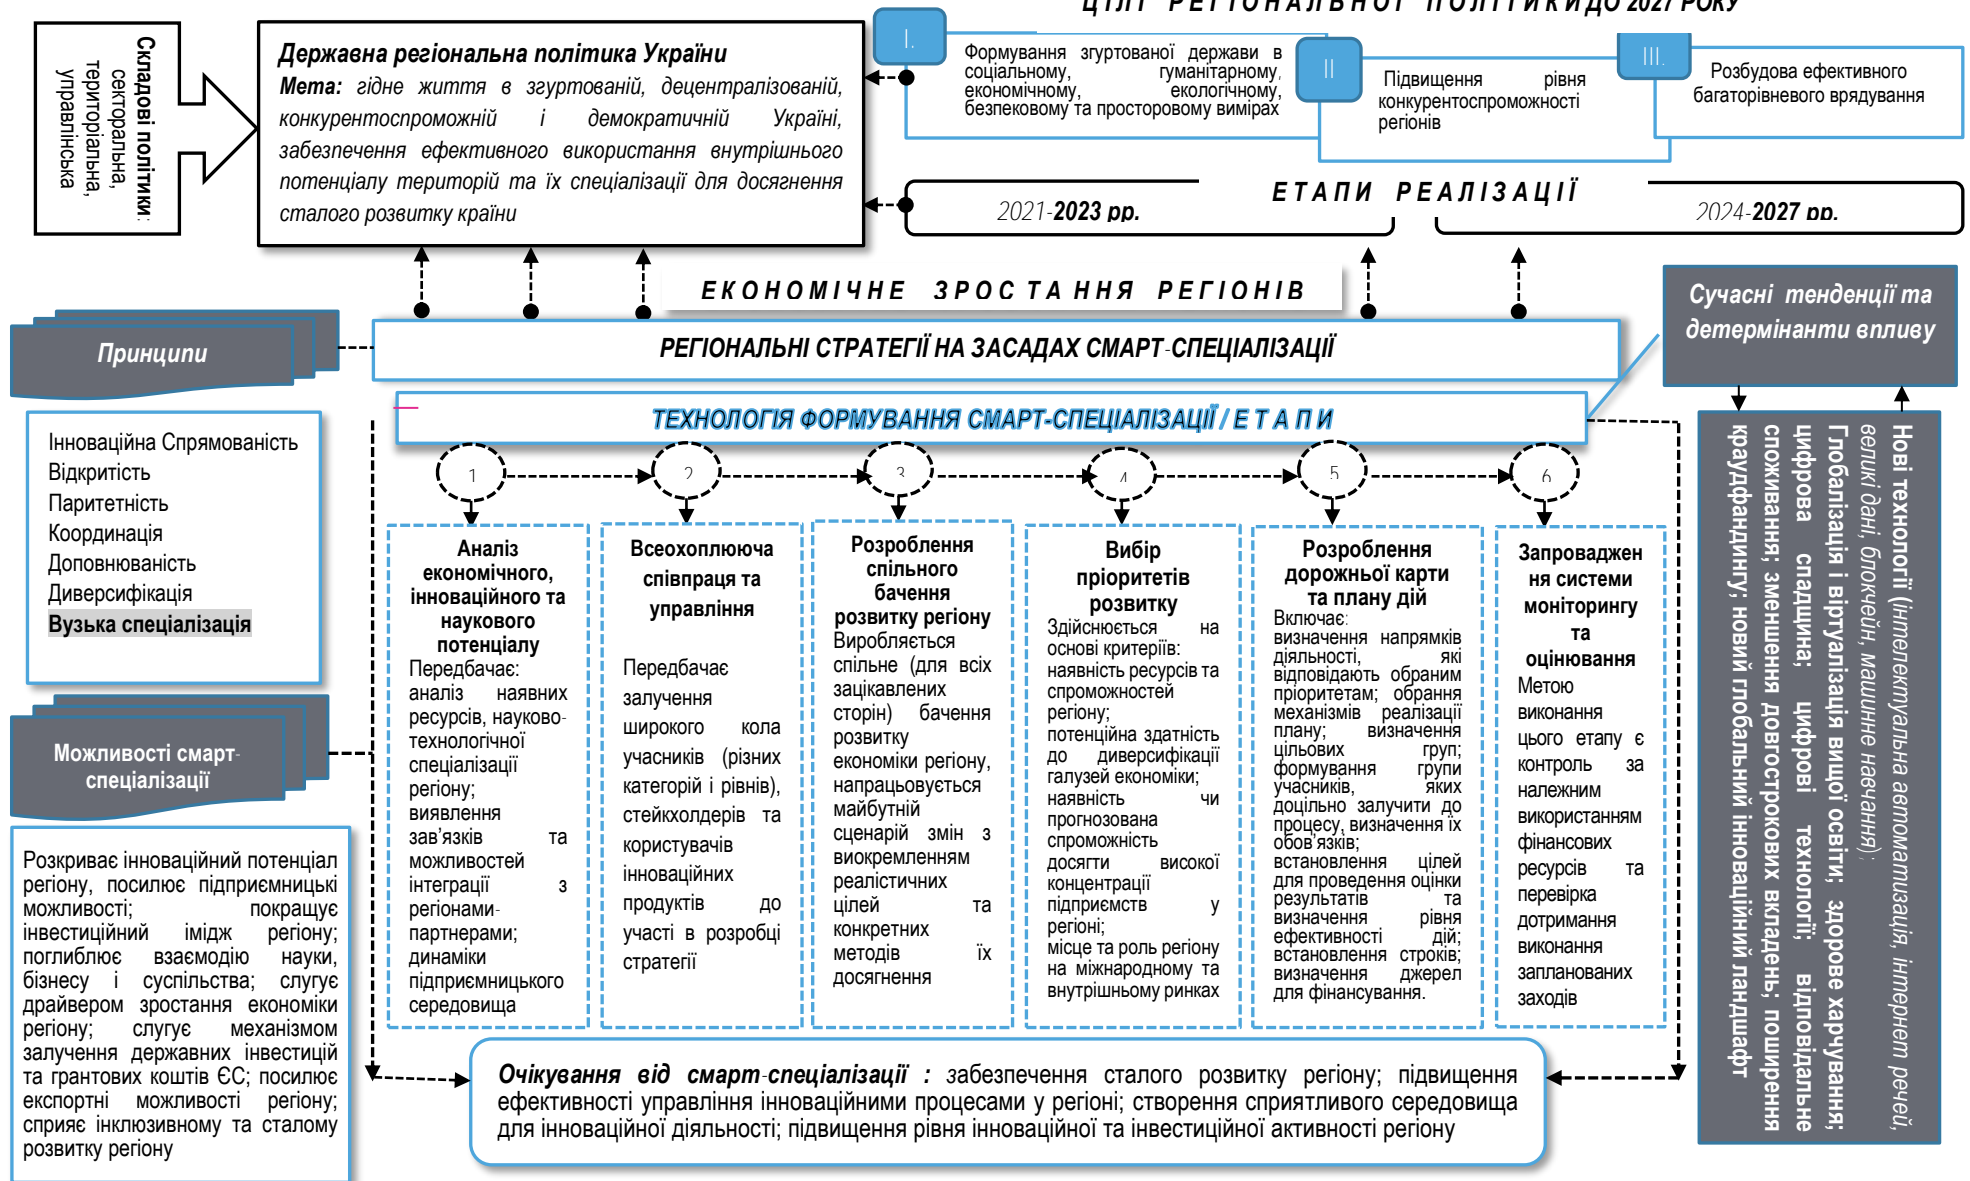 ЦІЛІ РЕГІОНАЛЬНОЇ ПОЛІТИКИ ДО 2027 РОКУ
Складові політики:
секторальна,
територіальна,
управлінська
Державна регіональна політика України
Мета: гідне життя в згуртованій, децентралізованій,
конкурентоспроможній і демократичній Україні,
забезпечення ефективного використання внутрішнього
потенціалу територій та їх спеціалізації для досягнення
сталого розвитку країни
I.
Формування згуртованої держави в
соціальному, гуманітарному,
економічному, екологічному,
безпековому та просторовому вимірах
II
Підвищення рівня
конкурентоспроможності
регіонів
III.
Розбудова ефективного
багаторівневого врядування
ЕТАПИ РЕАЛІЗАЦІЇ
2021-2023 рр.
2024-2027 рр.
ЕКОНОМІЧНЕ ЗРОСТАННЯ РЕГІОНІВ
РЕГІОНАЛЬНІ СТРАТЕГІЇ НА ЗАСАДАХ СМАРТ-СПЕЦІАЛІЗАЦІЇ
ТЕХНОЛОГІЯ ФОРМУВАННЯ СМАРТ-СПЕЦІАЛІЗАЦІЇ / Е Т А П И
Принципи
Інноваційна Спрямованість
Відкритість
Паритетність
Координація
Доповнюваність
Диверсифікація
Вузька спеціалізація
Можливості смарт-
спеціалізації
Розкриває інноваційний потенціал
регіону, посилює підприємницькі
можливості; покращує
інвестиційний імідж регіону;
поглиблює взаємодію науки,
бізнесу і суспільства; слугує
драйвером зростання економіки
регіону; слугує механізмом
залучення державних інвестицій
та грантових коштів ЄС; посилює
експортні можливості регіону;
сприяє інклюзивному та сталому
розвитку регіону
1
Аналіз
економічного,
інноваційного та
наукового
потенціалу
Передбачає:
аналіз наявних
ресурсів, науково-
технологічної
спеціалізації
регіону;
виявлення
зав’язків та
можливостей
інтеграції з
регіонами-
партнерами;
динаміки
підприємницького
середовища
2
Всеохоплююча
співпраця та
управління
Передбачає
залучення
широкого кола
учасників (різних
категорій і рівнів),
стейкхолдерів та
користувачів
інноваційних
продуктів до
участі в розробці
стратегії
3
Розроблення
спільного
бачення
розвитку регіону
Виробляється
спільне (для всіх
зацікавлених
сторін) бачення
розвитку
економіки регіону,
напрацьовується
майбутній
сценарій змін з
виокремленням
реалістичних
цілей та
конкретних
методів їх
досягнення
4
Вибір
пріоритетів
розвитку
Здійснюється на
основі критеріїв:
наявність ресурсів та
спроможностей
регіону;
потенційна здатність
до диверсифікації
галузей економіки;
наявність чи
прогнозована
спроможність
досягти високої
концентрації
підприємств у
регіоні;
місце та роль регіону
на міжнародному та
внутрішньому ринках
5
Розроблення
дорожньої карти
та плану дій
Включає:
визначення напрямків
діяльності, які
відповідають обраним
пріоритетам; обрання
механізмів реалізації
плану; визначення
цільових груп;
формування групи
учасників, яких
доцільно залучити до
процесу, визначення їх
обов’язків;
встановлення цілей
для проведення оцінки
результатів та
визначення рівня
ефективності дій;
встановлення строків;
визначення джерел
для фінансування.
6
Запроваджен
ня системи
моніторингу
та
оцінювання
Метою
виконання
цього етапу є
контроль за
належним
використанням
фінансових
ресурсів та
перевірка
дотримання
виконання
запланованих
заходів
Сучасні тенденції та
детермінанти впливу
Нові технології (інтелектуальна автоматизація, інтернет речей,
великі дані, блокчейн, машинне навчання);
Глобалізація і віртуалізація вищої освіти; здорове харчування;
цифрова спадщина; цифрові технології; відповідальне
споживання; зменшення довгострокових вкладень; поширення
краудфандингу; новий глобальний інноваційний ландшафт
Очікування від смарт-спеціалізації : забезпечення сталого розвитку регіону; підвищення
ефективності управління інноваційними процесами у регіоні; створення сприятливого середовища
для інноваційної діяльності; підвищення рівня інноваційної та інвестиційної активності регіону